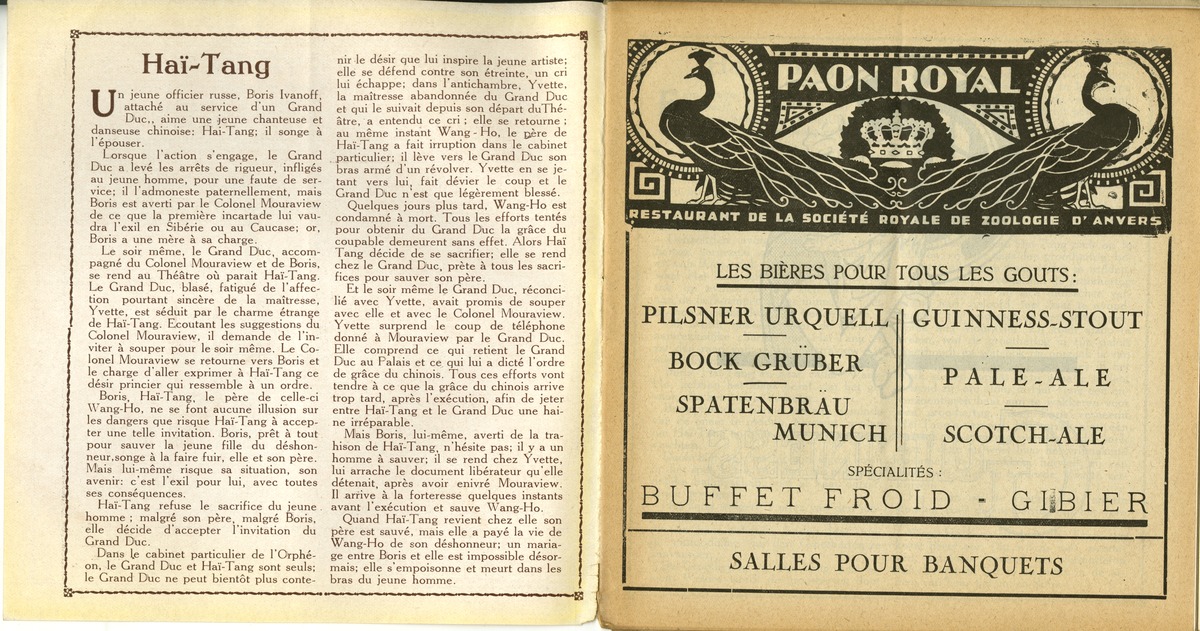 Haï-Tang
Un jeune officier russe, Boris Ivanoff,
attaché au service d'un Grand
Duc., aime une jeune chanteuse et
danseuse chinoise: Hai-Tang; il songe à
l'épouser.
Lorsque l'action s'engage, le Grand
Duc a levé les arrêts de rigueur, infligés
au jeune homme, pour une faute de ser-
vice; il l'admoneste paternellement, mais
Boris est averti par le Colonel Mouraview
de ce que la première incartade lui vau-
dra l'exil en Sibérie ou au Caucase; or,
Boris a une mère à sa charge.
Le soir même, le Grand Duc, accom-
pagné du Colonel Mouraview et de Boris,
se rend au Théâtre où parait Haï-Tang.
Le Grand Duc, blasé, fatigué de l'affec-
tion pourtant sincère de la maîtresse,
Yvette, est séduit par le charme étrange
de Haï-Tang. Ecoutant les suggestions du
Colonel Mouraview, il demande de l'in-
viter à souper pour le soir même. Le Co-
lonel Mouraview se retourne vers Boris et
le charge d'aller exprimer à Haï-Tang ce
désir princier qui ressemble à un ordre.
Boris, Haï-Tang, le père de celle-ci
Wang-Ho, ne se font aucune illusion sur
les dangers que risque Haï-Tang à accep-
ter une telle invitation. Boris, prêt à tout
pour sauver la jeune fille du déshon-
neur,songe à la faire fuir, elle et son père.
Mais lui-même risque sa situation, son
avenir: c'est l'exil pour lui, avec toutes
ses conséquences.
Haï-Tang refuse le sacrifice du jeune
homme ; malgré son père, malgré Boris,
elle décide d'accepter l'invitation du
Grand Duc.
Dans le cabinet particulier de l'Orphé-
on, le Grand Duc et Haï-Tang sont seuls;
le Grand Duc ne peut bientôt plus conte-
nir le désir que lui inspire la jeune artiste;
elle se défend contre son étreinte, un cri
lui échappe; dans l'antichambre, Yvette,
la maîtresse abandonnée du Grand Duc
et qui le suivait depuis son départ du Thé-
âtre, a entendu ce cri ; elle se retourne ;
au même instant Wang-Ho, le père de
Haï-Tang a fait irruption dans le cabinet
particulier; il lève vers le Grand Duc son
bras armé d'un révolver. Yvette en se je-
tant vers lui, fait dévier le coup et le
Grand Duc n'est que légèrement blessé.
Quelques jours plus tard, Wang-Ho est
condamné à mort. Tous les efforts tentés
pour obtenir du Grand Duc la grâce du
coupable demeurent sans effet. Alors Haï
Tang décide de se sacrifier; elle se rend
chez le Grand Duc, prète à tous les sacri-
fices pour sauver son père.
Et le soir même le Grand Duc, réconci-
lié avec Yvette, avait promis de souper
avec elle et avec le Colonel Mouraview.
Yvette surprend le coup de téléphone
donné à Mouraview par le Grand Duc.
Elle comprend ce qui retient le Grand
Duc au Palais et ce qui lui a dicté l'ordre
de grâce du chinois. Tous ces efforts vont
tendre à ce que la grâce du chinois arrive
trop tard, après l'exécution, afin de jeter
entre Haï-Tang et le Grand Duc une hai-
ne irréparable.
Mais Boris, lui-même, averti de la tra-
hison de Haï-Tang, n'hésite pas; il y a un
homme à sauver; il se rend chez Yvette,
lui arrache le document libérateur qu'elle
détenait, après avoir enivré Mouraview.
Il arrive à la forteresse quelques instants
avant l'exécution et sauve Wang-Ho.
Quand Haï-Tang revient chez elle son
père est sauvé, mais elle a payé la vie de
Wang-Ho de son déshonneur; un maria-
ge entre Boris et elle est impossible désor-
mais; elle s'empoisonne et meurt dans les
bras du jeune homme.
PAON ROYAL
RESTAURANT DE LA SOCIÉTÉ ROYALE DE ZOOLOGIE D'ANVERS
LES BIÈRES POUR TOUS LES GOUTS:
PILSNER URQUELL
BOCK GRÜBER
SPATENBRÄU
MUNICH
GUINNESS-STOUT
PALE-ALE
SCOTCH-ALE
SPÉCIALITÉS :
BUFFET FROID - GIBIER
SALLES POUR BANQUETS